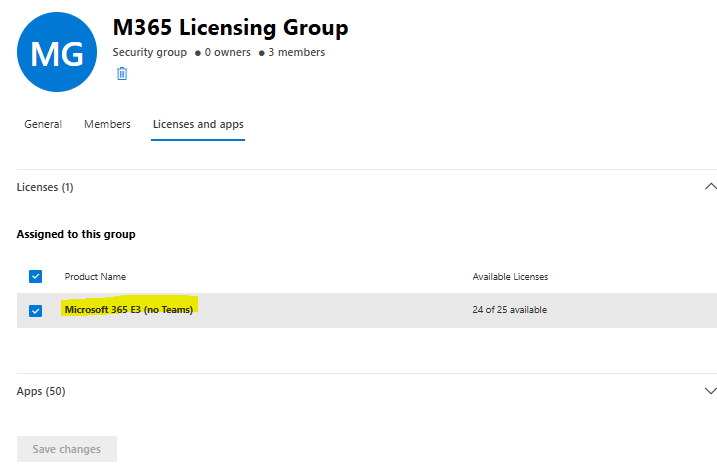 MG
M365 Licensing Group
Security group ● 0 owners ● 3 members
General Members Licenses and apps
Licenses (1)
Assigned to this group
Product Name Available Licenses
Microsoft 365 E3 (no Teams) 24 of 25 available
Apps (50)
Save changes